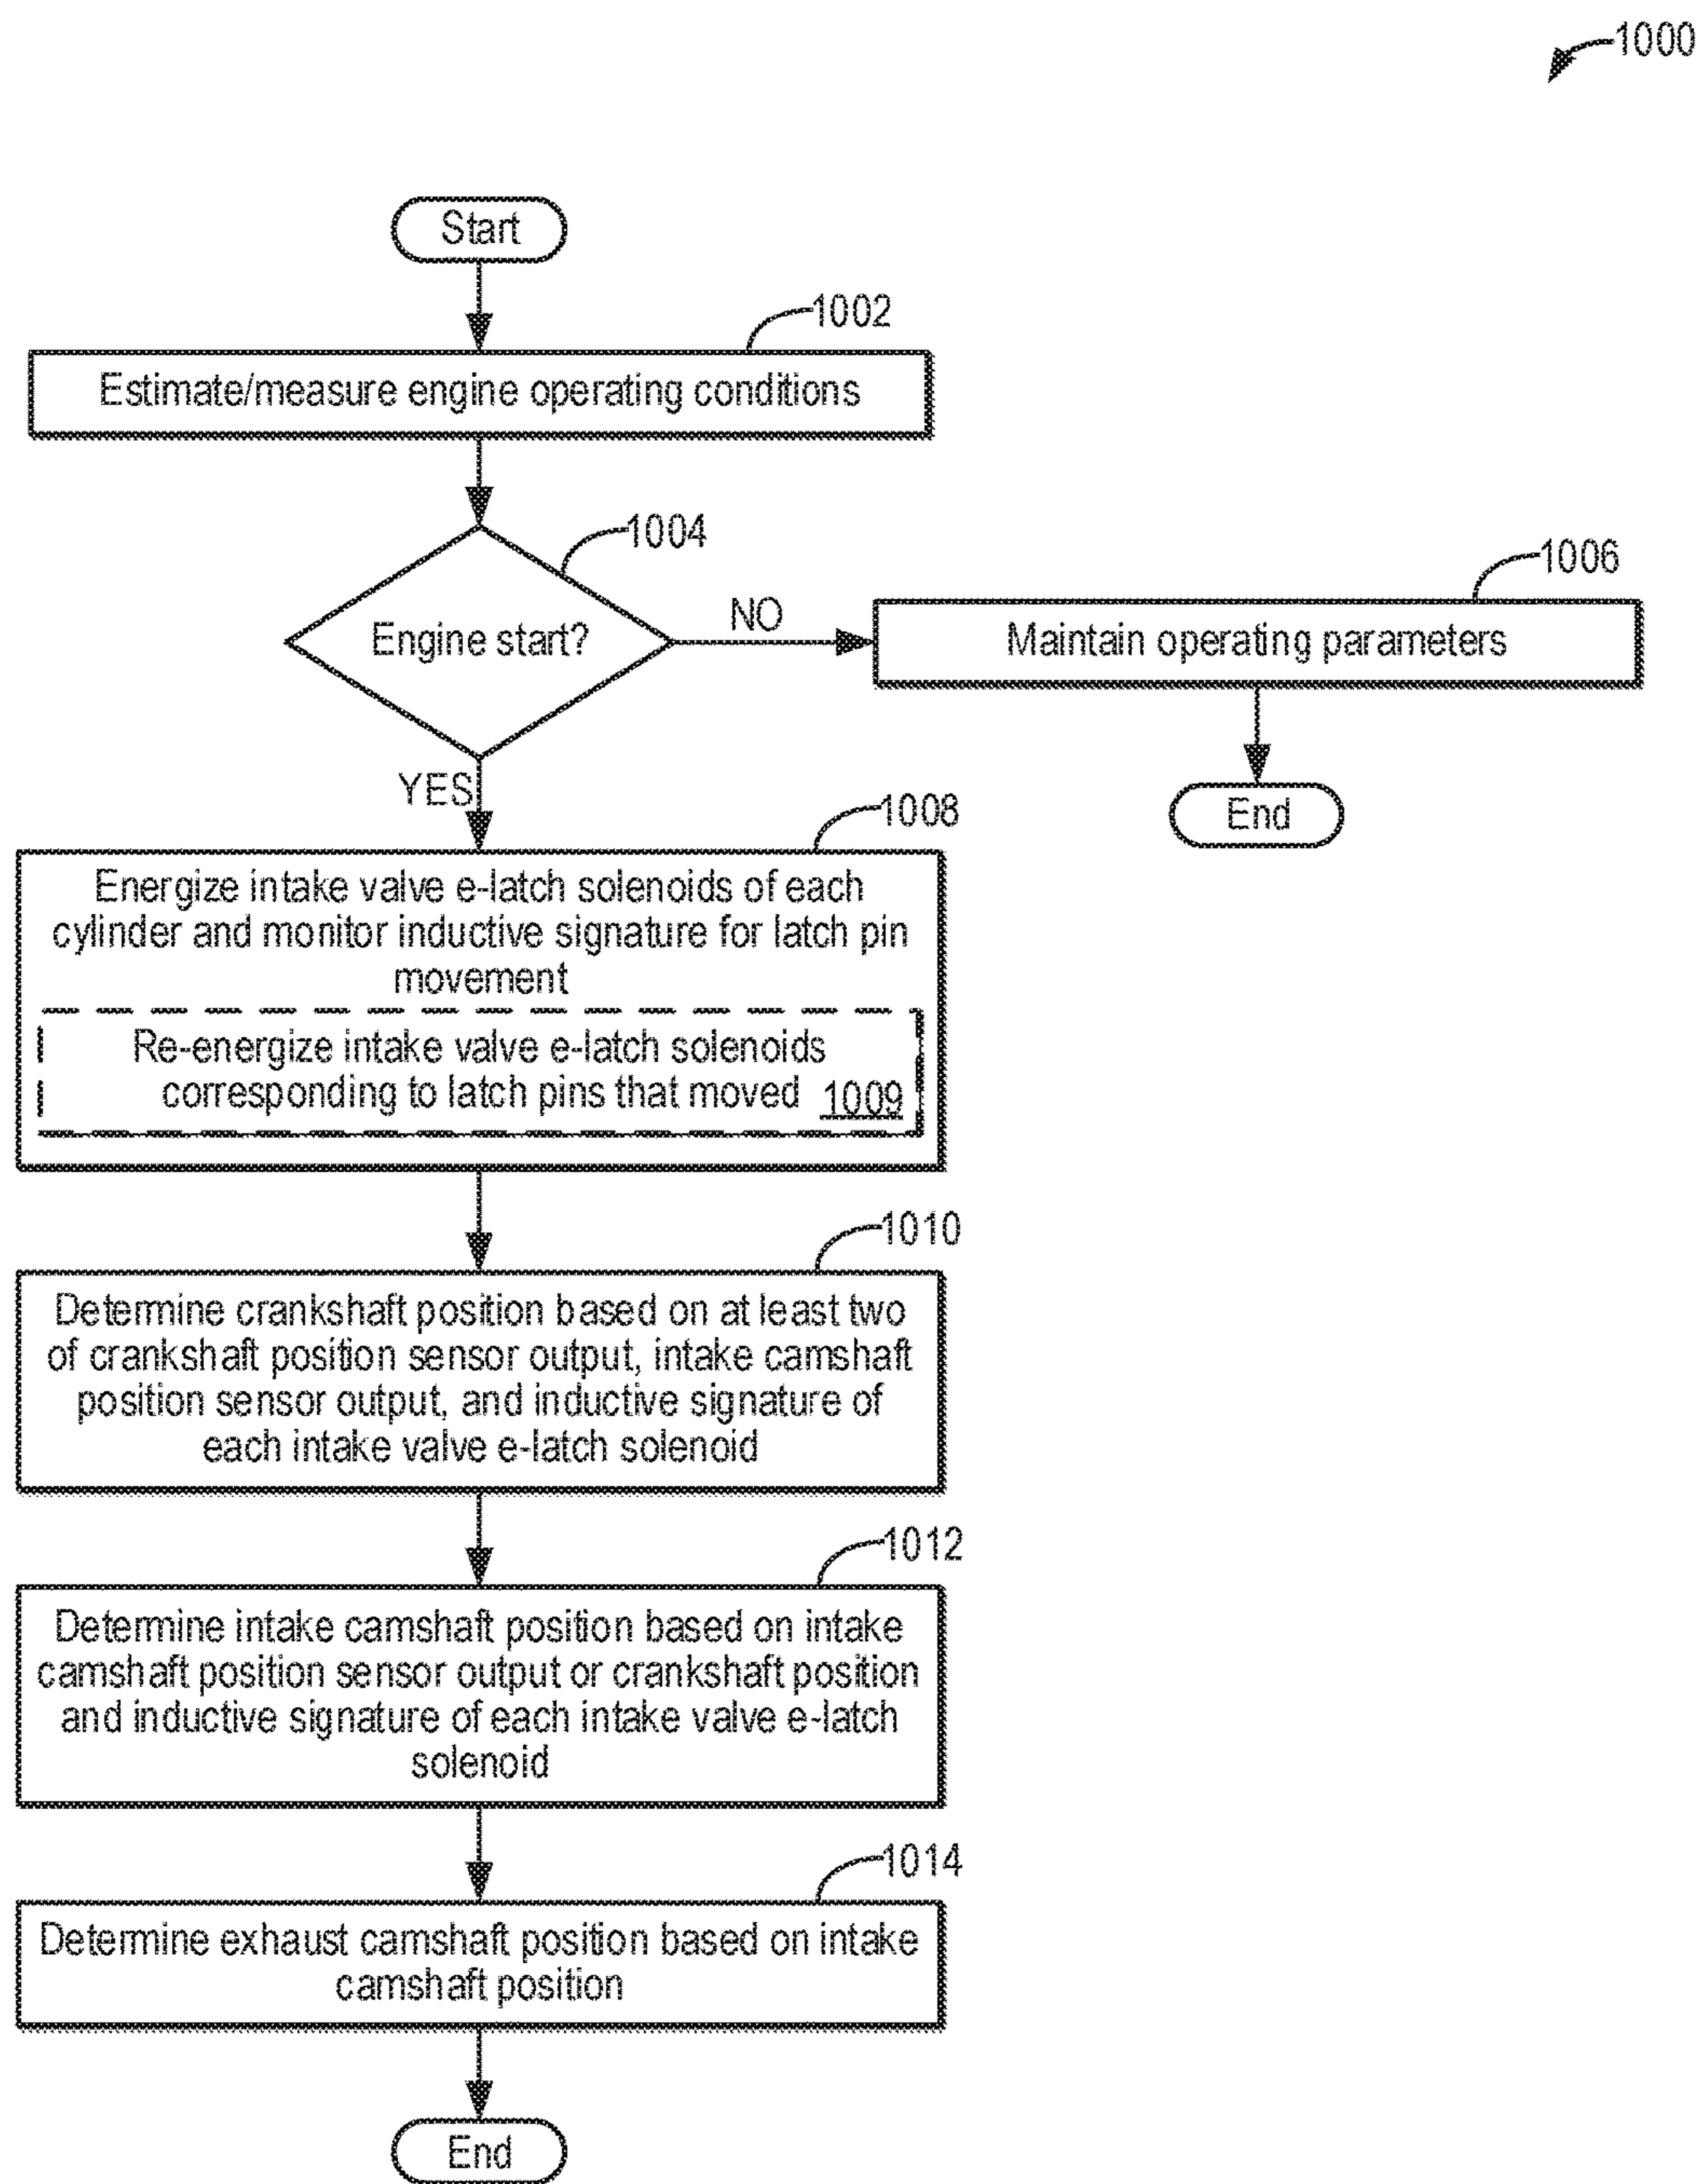 1000
Start
1002
Estimate/measure engine operating conditions
1004
Engine start?
NO
1006
Maintain operating parameters
End
YES
1008
Energize intake valve e-latch solenoids of each
cylinder and monitor inductive signature for latch pin
movement
Re-energize intake valve e-latch solenoids
corresponding to latch pins that moved 1009
1010
Determine crankshaft position based on at least two
of crankshaft position sensor output, intake camshaft
position sensor output, and inductive signature of
each intake valve e-latch solenoid
1012
Determine intake camshaft position based on intake
camshaft position sensor output or crankshaft position
and inductive signature of each intake valve e-latch
solenoid
1014
Determine exhaust camshaft position based on intake
camshaft position
End